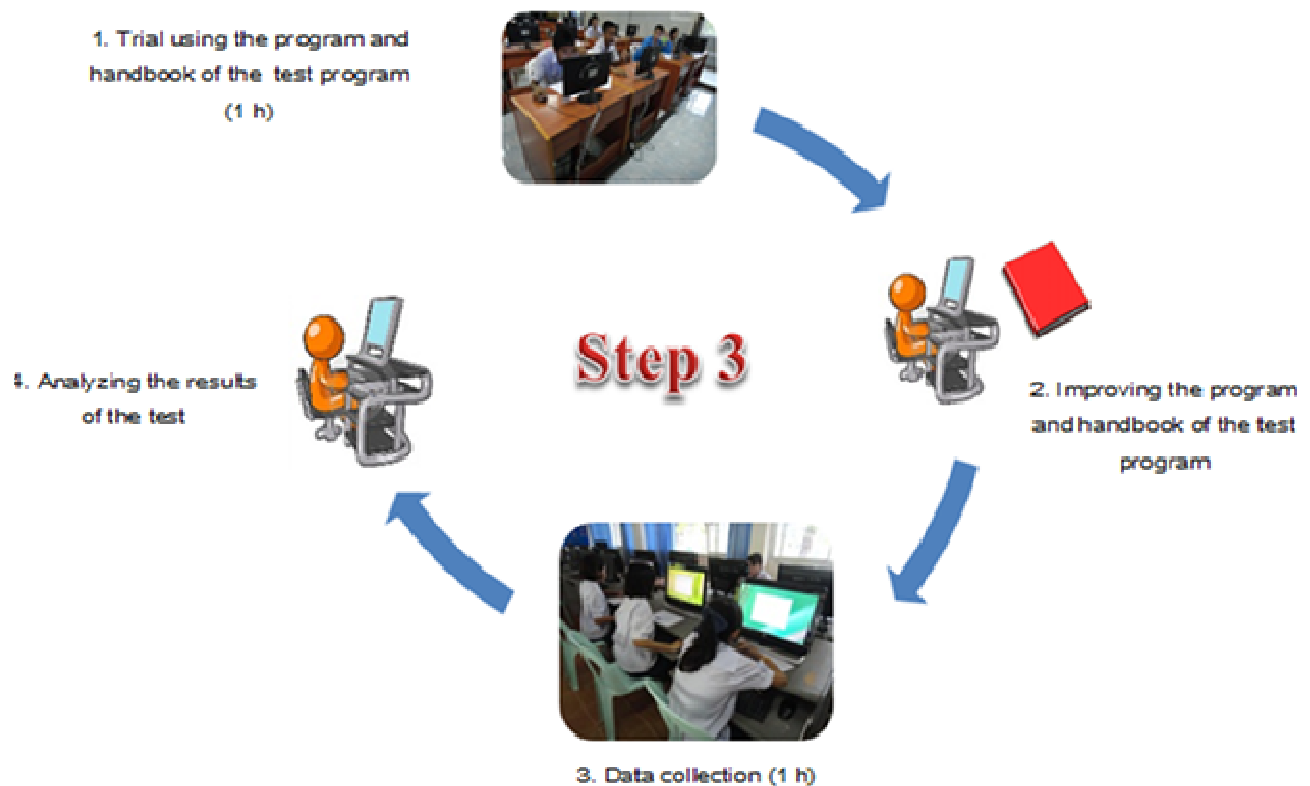 1. Trial using the program and
handbook of the test program
(1 h)
Step 3
4. Analyzing the results
of the test
2. Improving the program
and handbook of the test
program
3. Data collection (1 h)